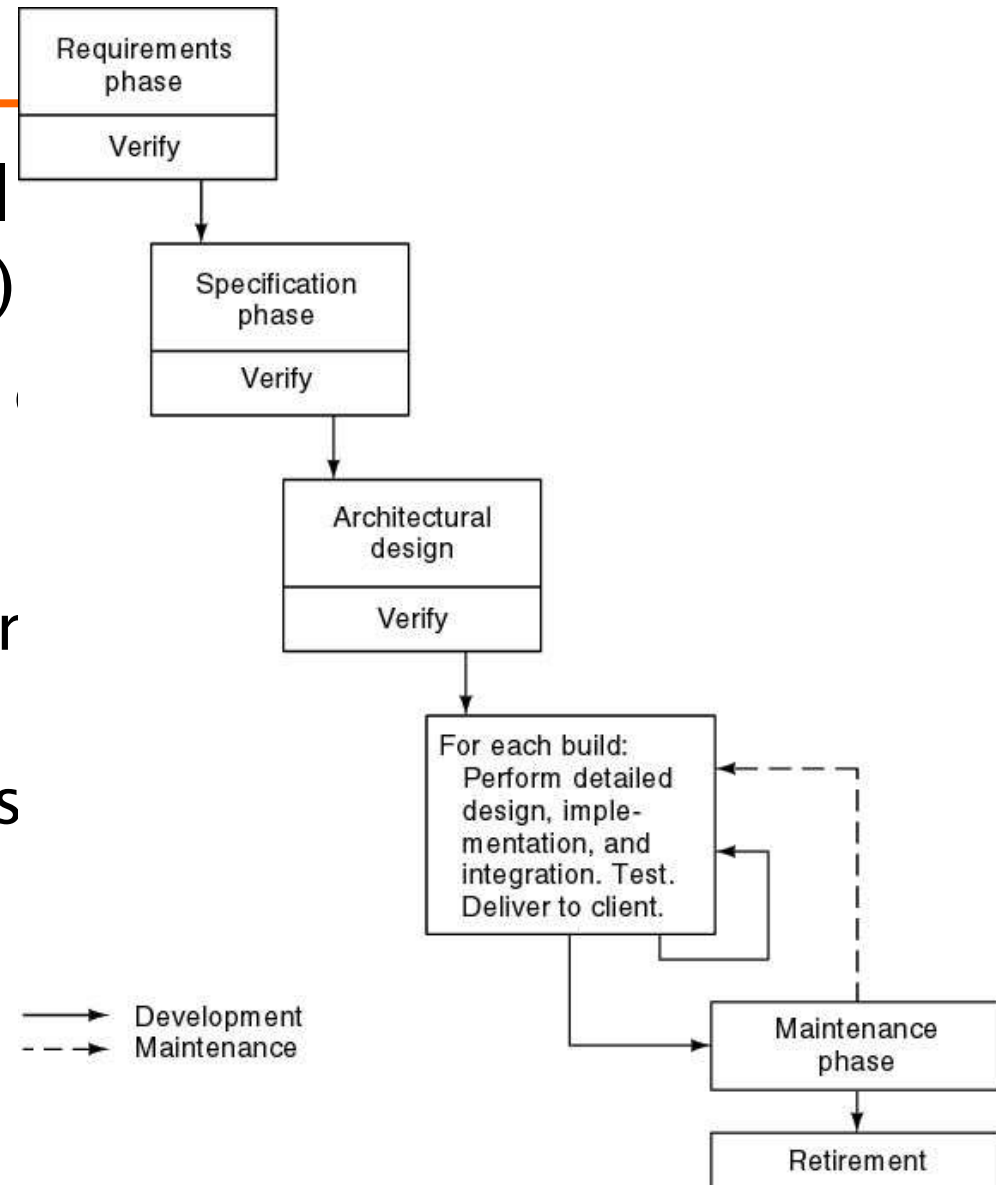 Requirements
phase
Verify
)
Specification
phase
Verify
Architectural
design
Verify
r
For each build:
Perform detailed
design, imple-
mentation, and
integration. Test.
Deliver to client.
s
Development
Maintenance
Maintenance
phase
Retirement